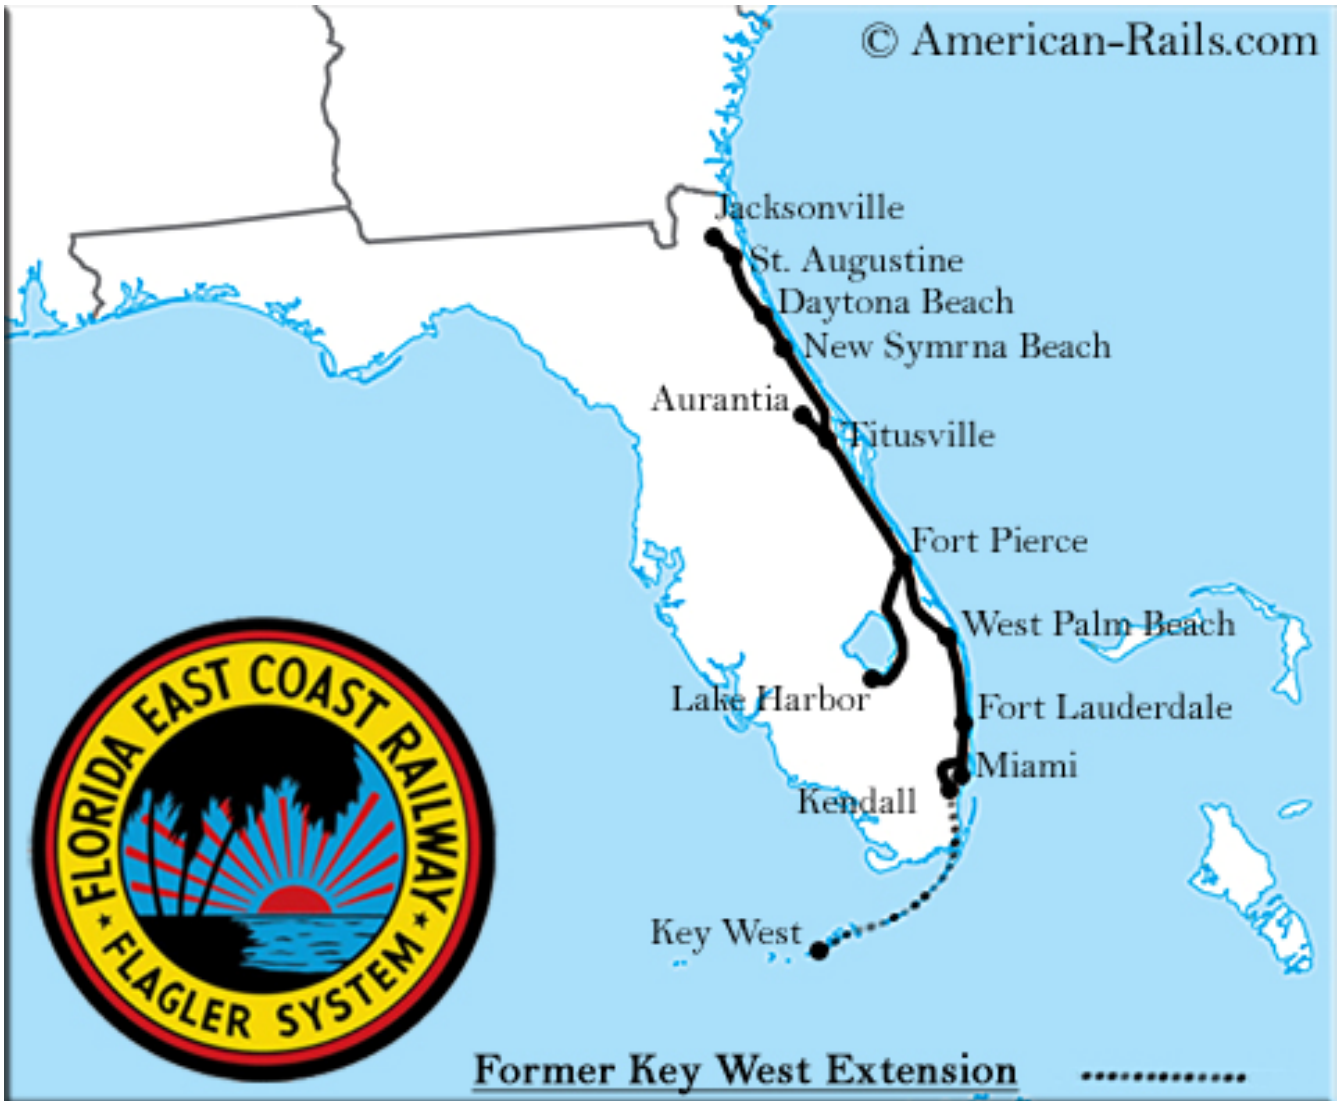 © American-Rails.com
Jacksonville
St. Augustine
Daytona Beach
New Symrna Beach
Aurantia
Titusville
Fort Pierce
West Palm Beach
Lake Harbor
Fort Lauderdale
Miami
Kendall
Key West
FLORIDA EAST COAST RAILWAY
FLAGLER SYSTEM
Former Key West Extension